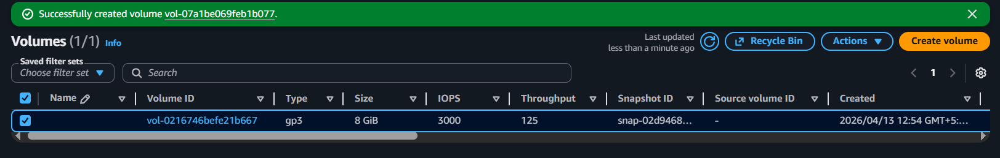 Successfully created volume vol-07a1be069feb1b077.
Volumes (1/1) Info
Last updated
less than a minute ago
Recycle Bin
Actions
Create volume
Saved filter sets
Choose filter set
Search
1
Name Volume ID Type Size IOPS Throughput Snapshot ID Source volume ID Created
vol-0216746befe21b667 gp3 8 GiB 3000 125 snap-02d9468... - 2026/04/13 12:54 GMT+5:...